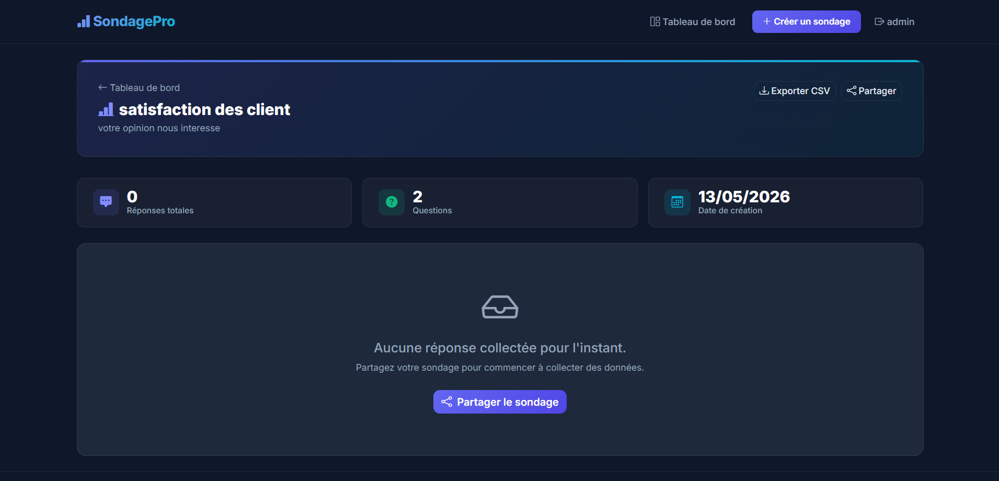 SondagePro
Tableau de bord
Créer un sondage
admin
Tableau de bord
Exporter CSV
Partager
satisfaction des client
votre opinion nous interesse
0
Réponses totales
2
Questions
13/05/2026
Date de création
Aucune réponse collectée pour l'instant.
Partagez votre sondage pour commencer à collecter des données.
Partager le sondage